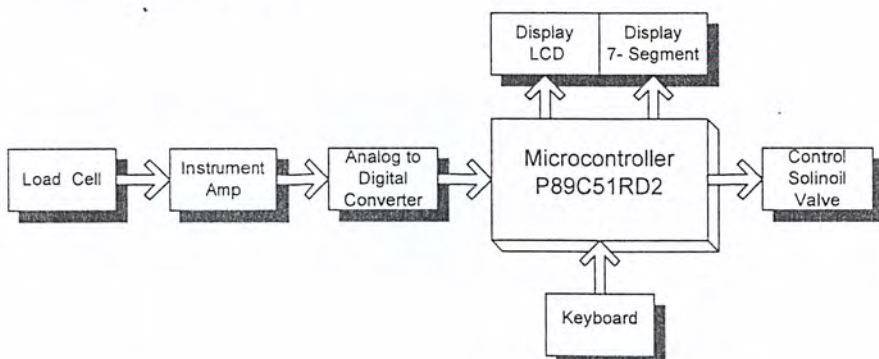 Display
LCD
Display
7- Segment
Load Cell
Instrument
Amp
Analog to
Digital
Converter
Microcontroller
P89C51RD2
Control
Solinoil
Valve
Keyboard